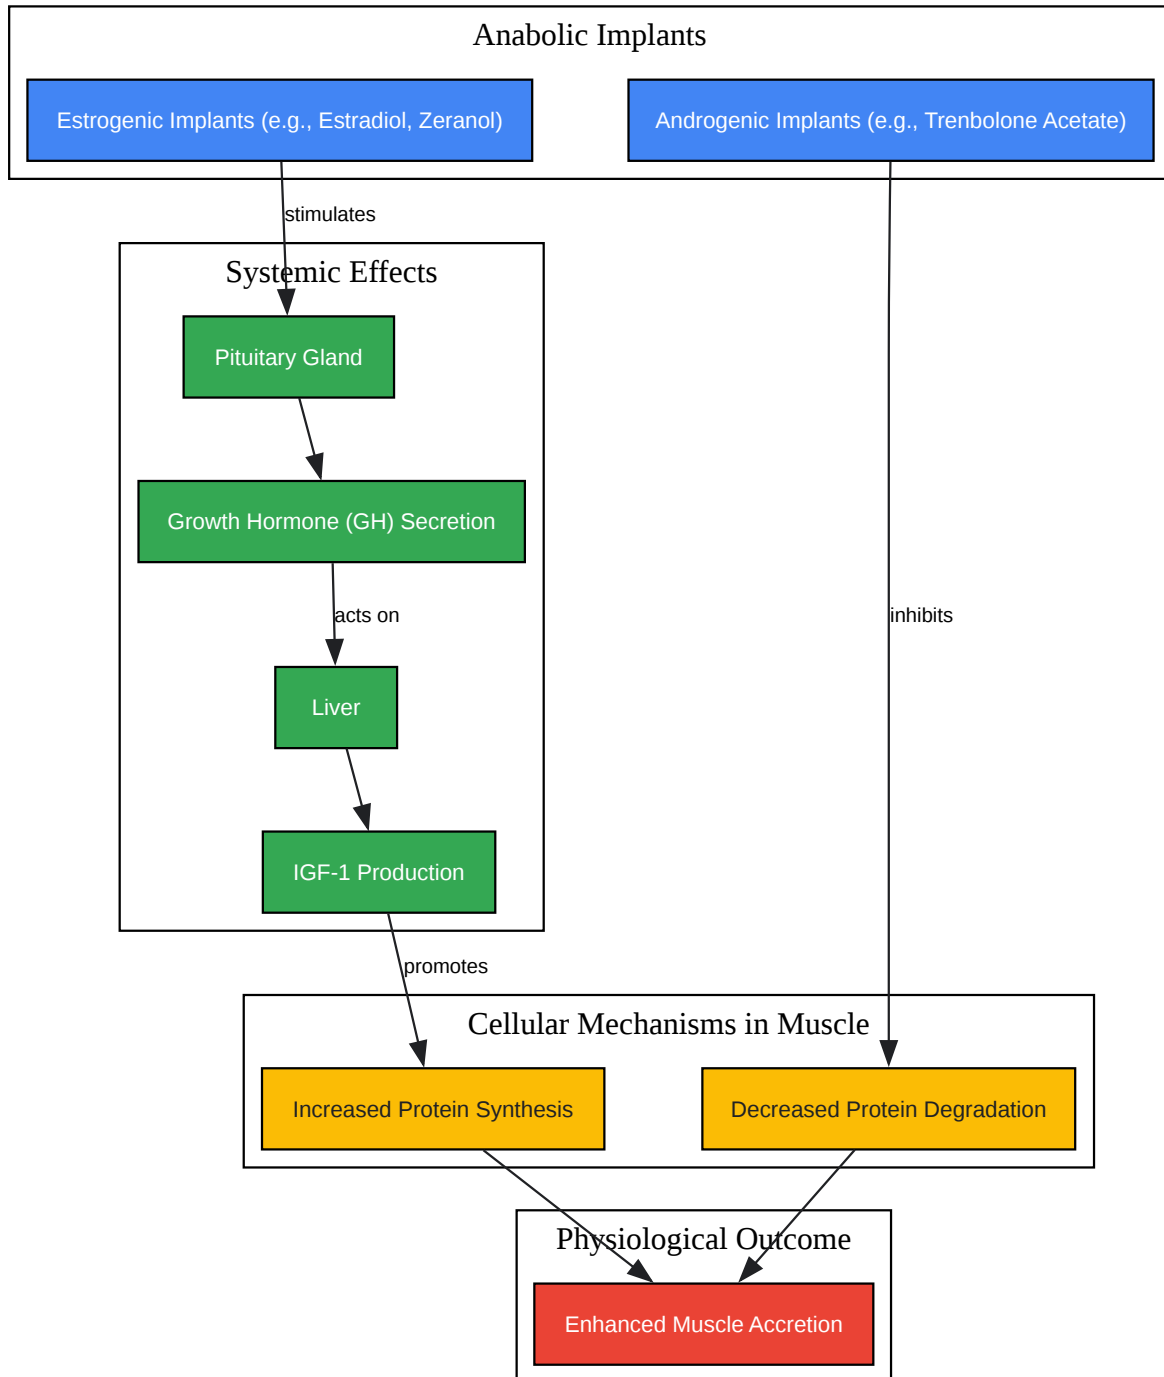 Anabolic Implants
Estrogenic Implants (e.g., Estradiol, Zeranol)
Androgenic Implants (e.g., Trenbolone Acetate)
stimulates
Systemic Effects
Pituitary Gland
Growth Hormone (GH) Secretion
acts on
inhibits
Liver
IGF-1 Production
promotes
Cellular Mechanisms in Muscle
Increased Protein Synthesis
Decreased Protein Degradation
Physiological Outcome
Enhanced Muscle Accretion